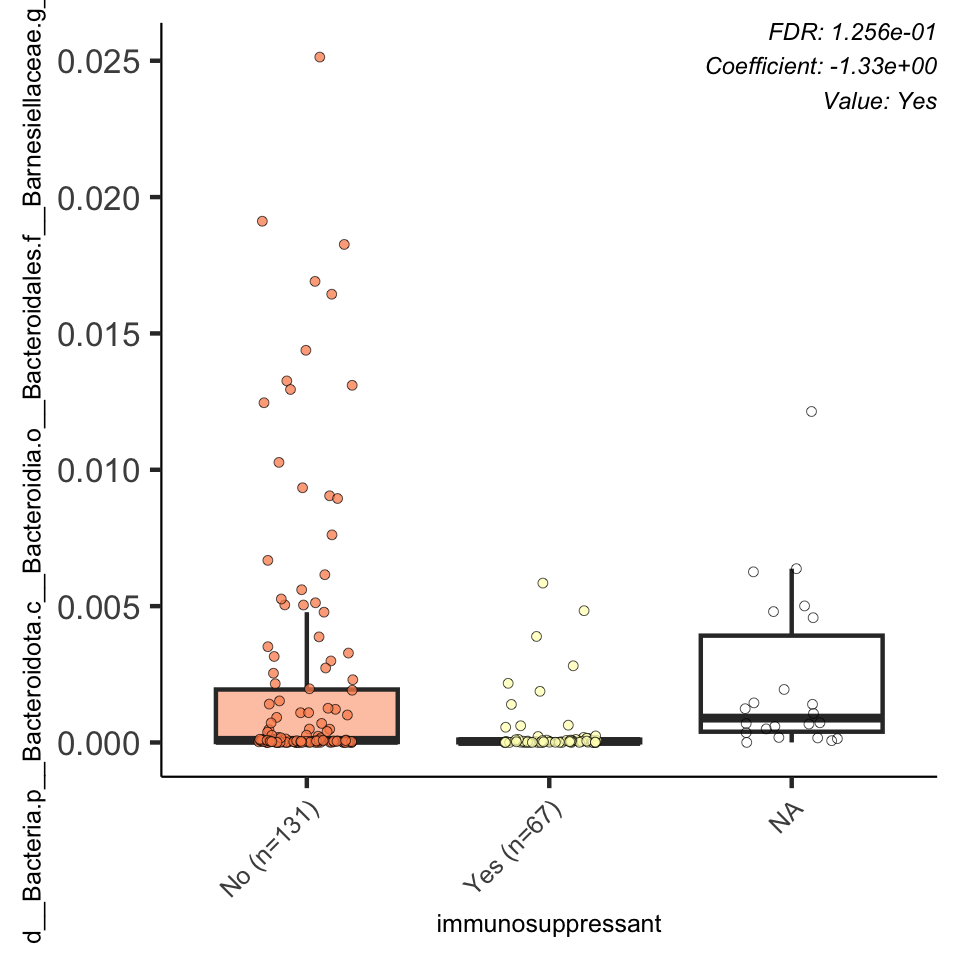 FDR: 1.256e-01
Coefficient: -1.33e+00
Value: Yes
d__Bacteria.p__Bacteroidota.c__Bacteroidia.o__Bacteroidales.f__Barnesiellaceae.g_
0.025
0.020
0.015
0.010
0.005
0.000
No (n=131)
Yes (n=67)
NA
immunosuppressant